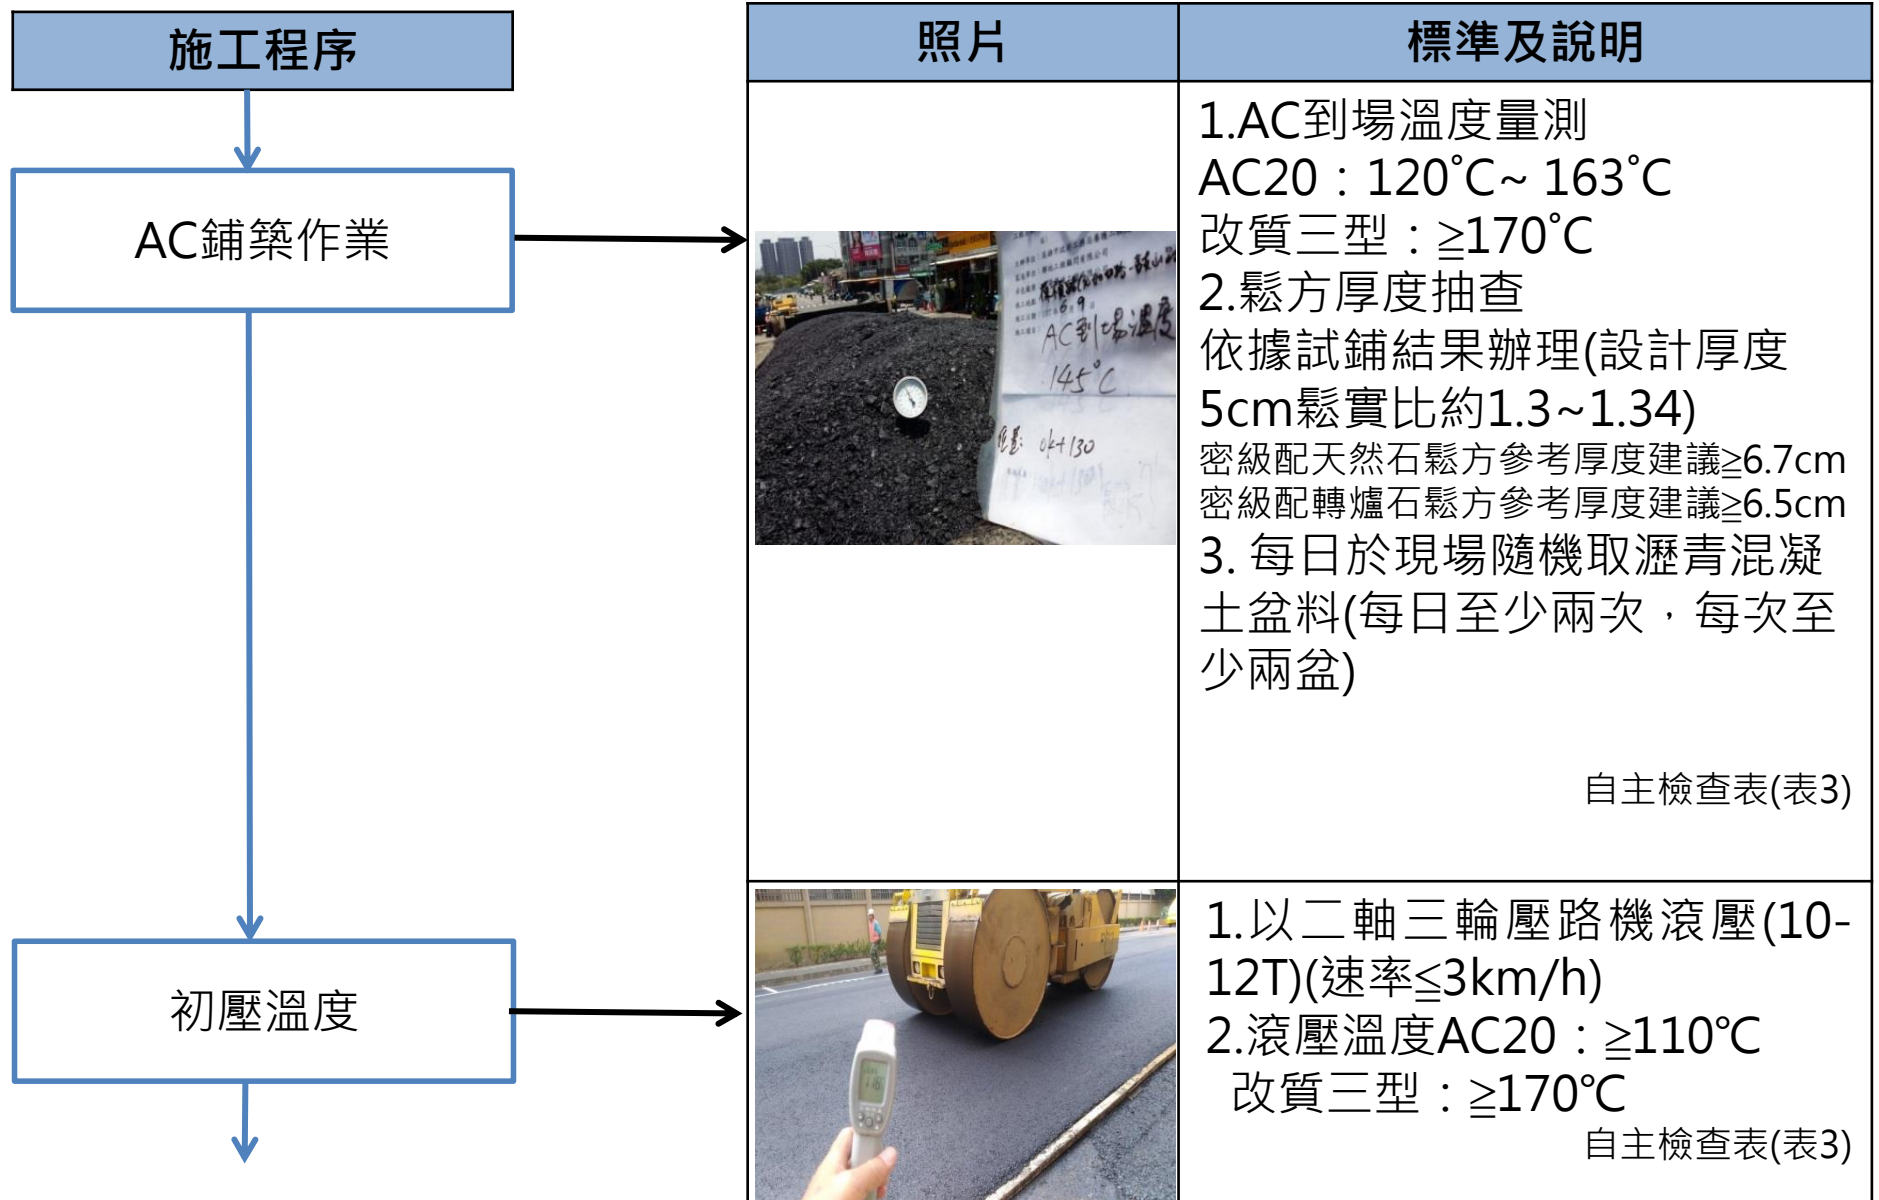 施工程序
照片
標準及說明
AC鋪築作業
AC到場溫度
145°C
位置: 0k+130
1.AC到場溫度量測
AC20：120°C~ 163°C
改質三型：≧170°C
2.鬆方厚度抽查
依據試鋪結果辦理(設計厚度
5cm鬆實比約1.3~1.34)
密級配天然石鬆方參考厚度建議≧6.7cm
密級配轉爐石鬆方參考厚度建議≧6.5cm
3. 每日於現場隨機取瀝青混凝
土盆料(每日至少兩次，每次至
少兩盆)
自主檢查表(表3)
初壓溫度
1.以二軸三輪壓路機滾壓(10-
12T)(速率≦3km/h)
2.滾壓溫度AC20：≧110℃
改質三型：≧170℃
自主檢查表(表3)